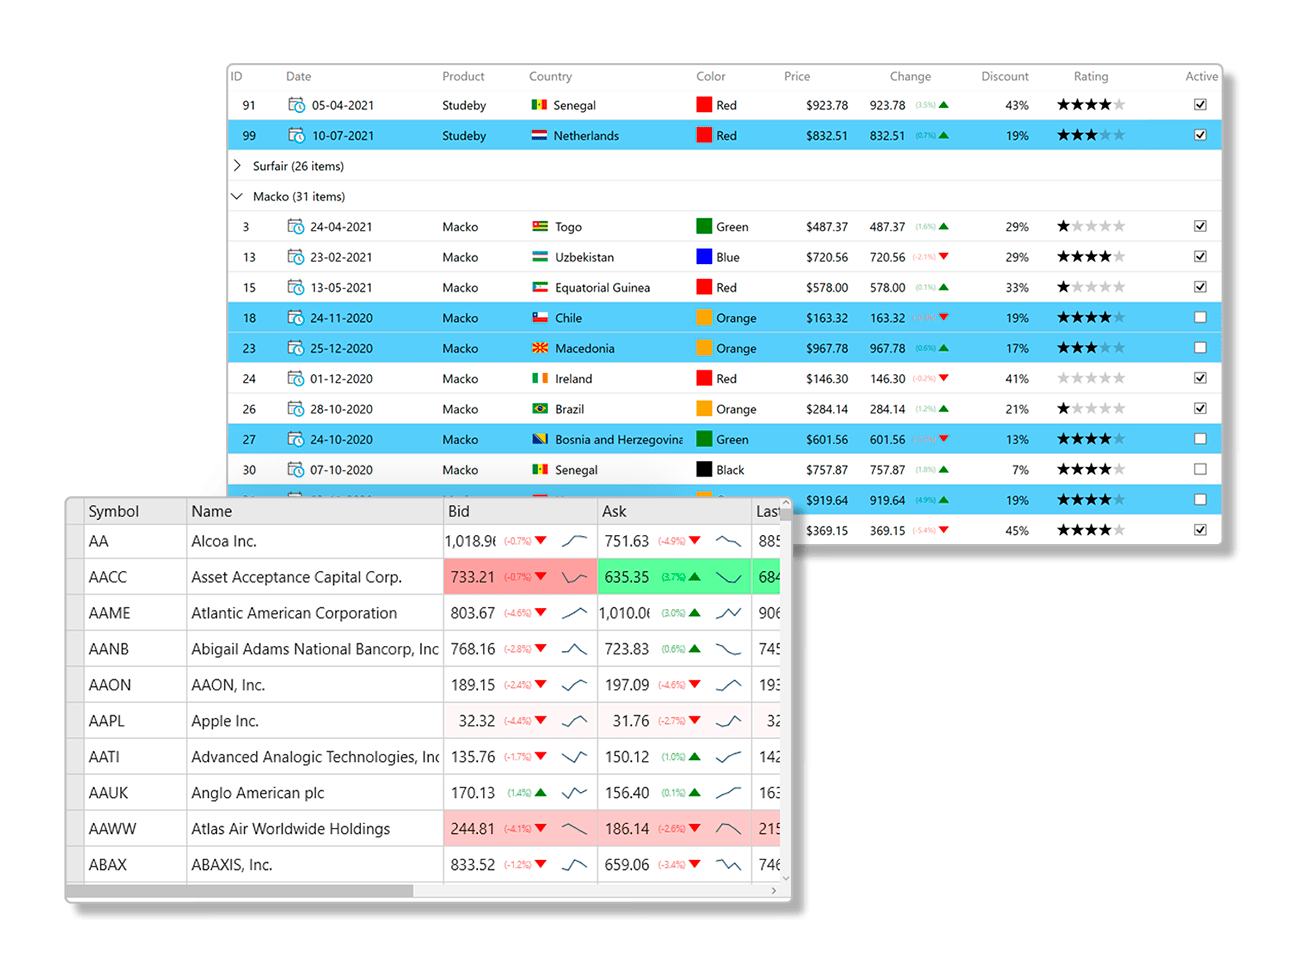 ID Date Product Country Color Price Change Discount Rating Active
91 05-04-2021 Studeby Senegal Red $923.78 923.78 (3.5%) 43%
99 10-07-2021 Studeby Netherlands Red $832.51 832.51 (0.7%) 19%
Surfair (26 items)
Macko (31 items)
3 24-04-2021 Macko Togo Green $487.37 487.37 (1.6%) 29%
13 23-02-2021 Macko Uzbekistan Blue $720.56 720.56 (-2.1%) 29%
15 13-05-2021 Macko Equatorial Guinea Red $578.00 578.00 (0.1%) 33%
18 24-11-2020 Macko Chile Orange $163.32 163.32 19%
23 25-12-2020 Macko Macedonia Orange $967.78 967.78 (0.6%) 17%
24 01-12-2020 Macko Ireland Red $146.30 146.30 (-0.2%) 41%
26 28-10-2020 Macko Brazil Orange $284.14 284.14 (1.2%) 21%
27 24-10-2020 Macko Bosnia and Herzegovina Green $601.56 601.56 13%
30 07-10-2020 Macko Senegal Black $757.87 757.87 (1.8%) 7%
$919.64 919.64 (4.9%) 19%
$369.15 369.15 (-5.4%) 45%
Symbol Name Bid Ask Last
AA Alcoa Inc. 1,018.96 (-0.7%) 751.63 (-4.9%) 885
AACC Asset Acceptance Capital Corp. 733.21 (-0.7%) 635.35 (3.7%) 684
AAME Atlantic American Corporation 803.67 (-4.6%) 1,010.06 (3.0%) 906
AANB Abigail Adams National Bancorp, Inc 768.16 (-2.8%) 723.83 (0.6%) 745
AAON AAON, Inc. 189.15 (-2.4%) 197.09 (-4.6%) 193
AAPL Apple Inc. 32.32 (-4.4%) 31.76 (-2.7%) 32
AATI Advanced Analogic Technologies, Inc 135.76 (-1.7%) 150.12 (1.0%) 142
AAUK Anglo American plc 170.13 (1.4%) 156.40 (0.1%) 163
AAWW Atlas Air Worldwide Holdings 244.81 (-4.1%) 186.14 (-2.6%) 215
ABAX ABAXIS, Inc. 833.52 (-1.2%) 659.06 (-3.4%) 746